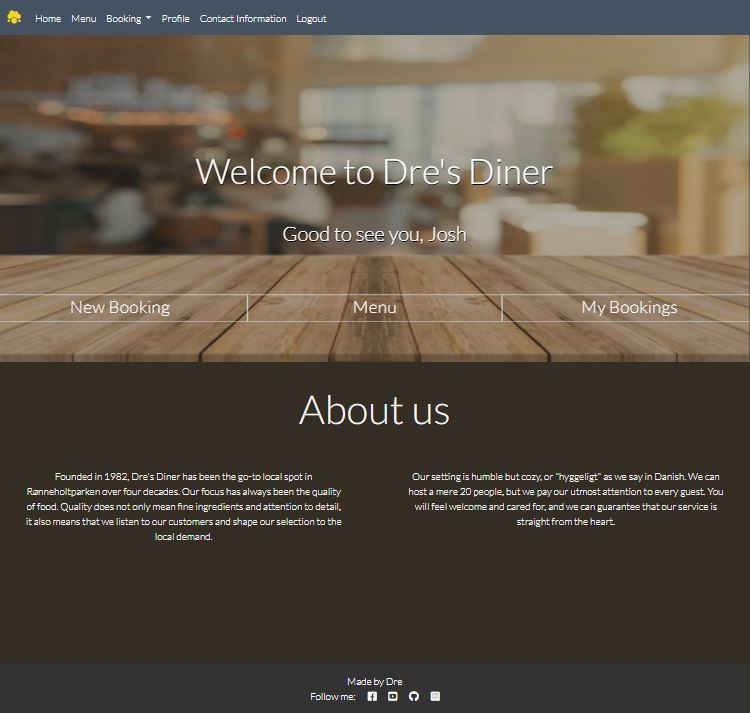 Home Menu Booking Profile Contact Information Logout
Welcome to Dre's Diner
Good to see you, Josh
New Booking Menu My Bookings
About us
Founded in 1982, Dre's Diner has been the go-to local spot in
Rønneholtparken over four decades. Our focus has always been the quality
of food. Quality does not only mean fine ingredients and attention to detail,
it also means that we listen to our customers and shape our selection to the
local demand.
Our setting is humble but cozy, or "hyggeligt" as we say in Danish. We can
host a mere 20 people, but we pay our utmost attention to every guest. You
will feel welcome and cared for, and we can guarantee that our service is
straight from the heart.
Made by Dre
Follow me: